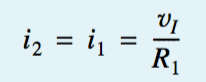 i₂ = i₁ = v_I / R₁